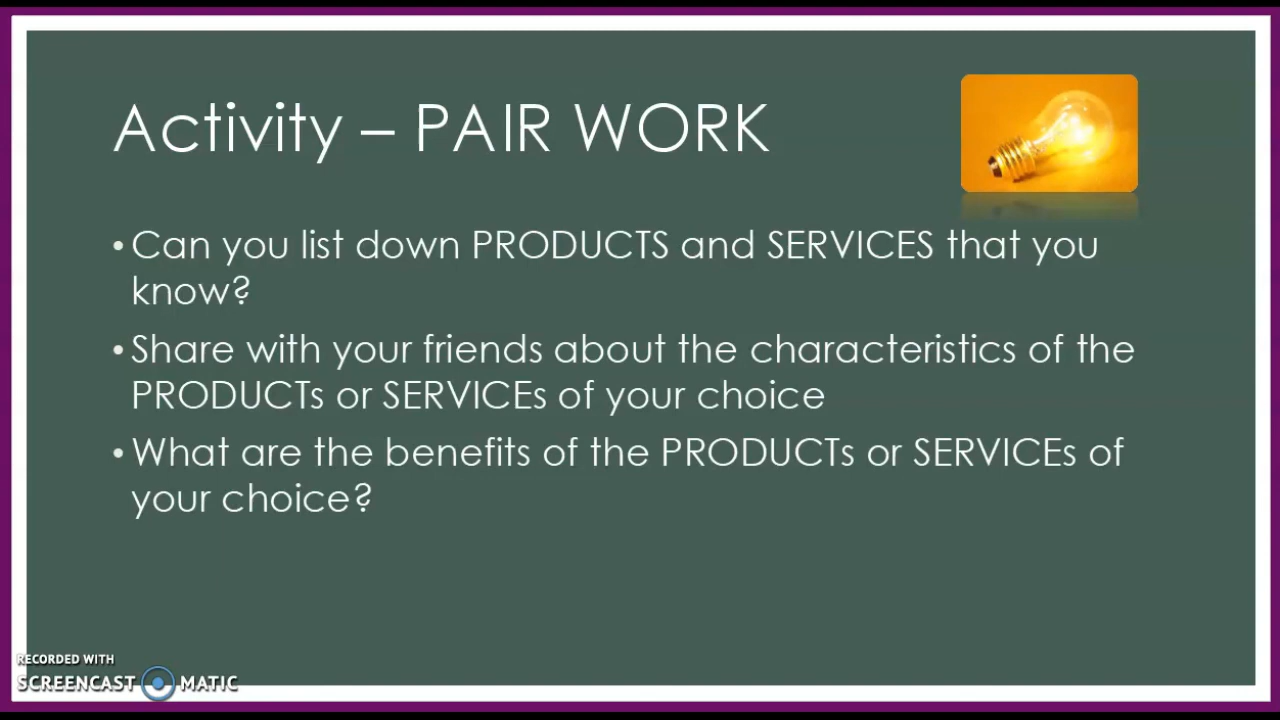 Activity – PAIR WORK
• Can you list down PRODUCTS and SERVICES that you
know?
• Share with your friends about the characteristics of the
PRODUCTs or SERVICEs of your choice
• What are the benefits of the PRODUCTs or SERVICEs of
your choice?
RECORDED WITH
SCREENCAST MATIC